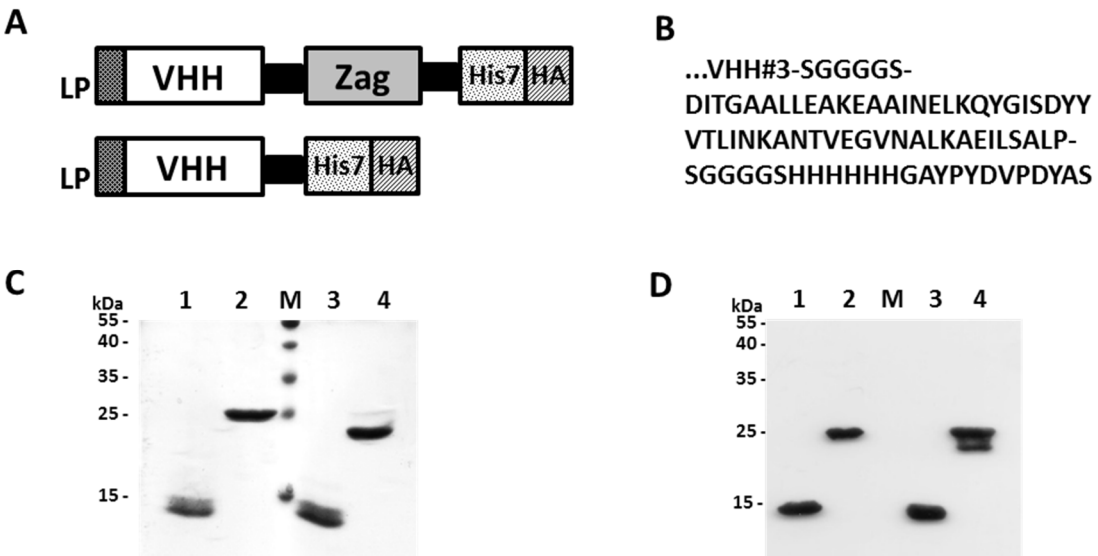 A
LP VHH Zag His7 HA
LP VHH His7 HA
B
...VHH#3-SGGGGS-
DITGAALLEAKEAAINELKQYGISDYY
VTLINKANTVEGVNALKAEILSALP-
SGGGGSHHHHHHHGAYPYDVPDYAS
C
kDa 1 2 M 3 4
55 -
40 -
35 -
25 -
15 -
D
kDa 1 2 M 3 4
55 -
40 -
35 -
25 -
15 -